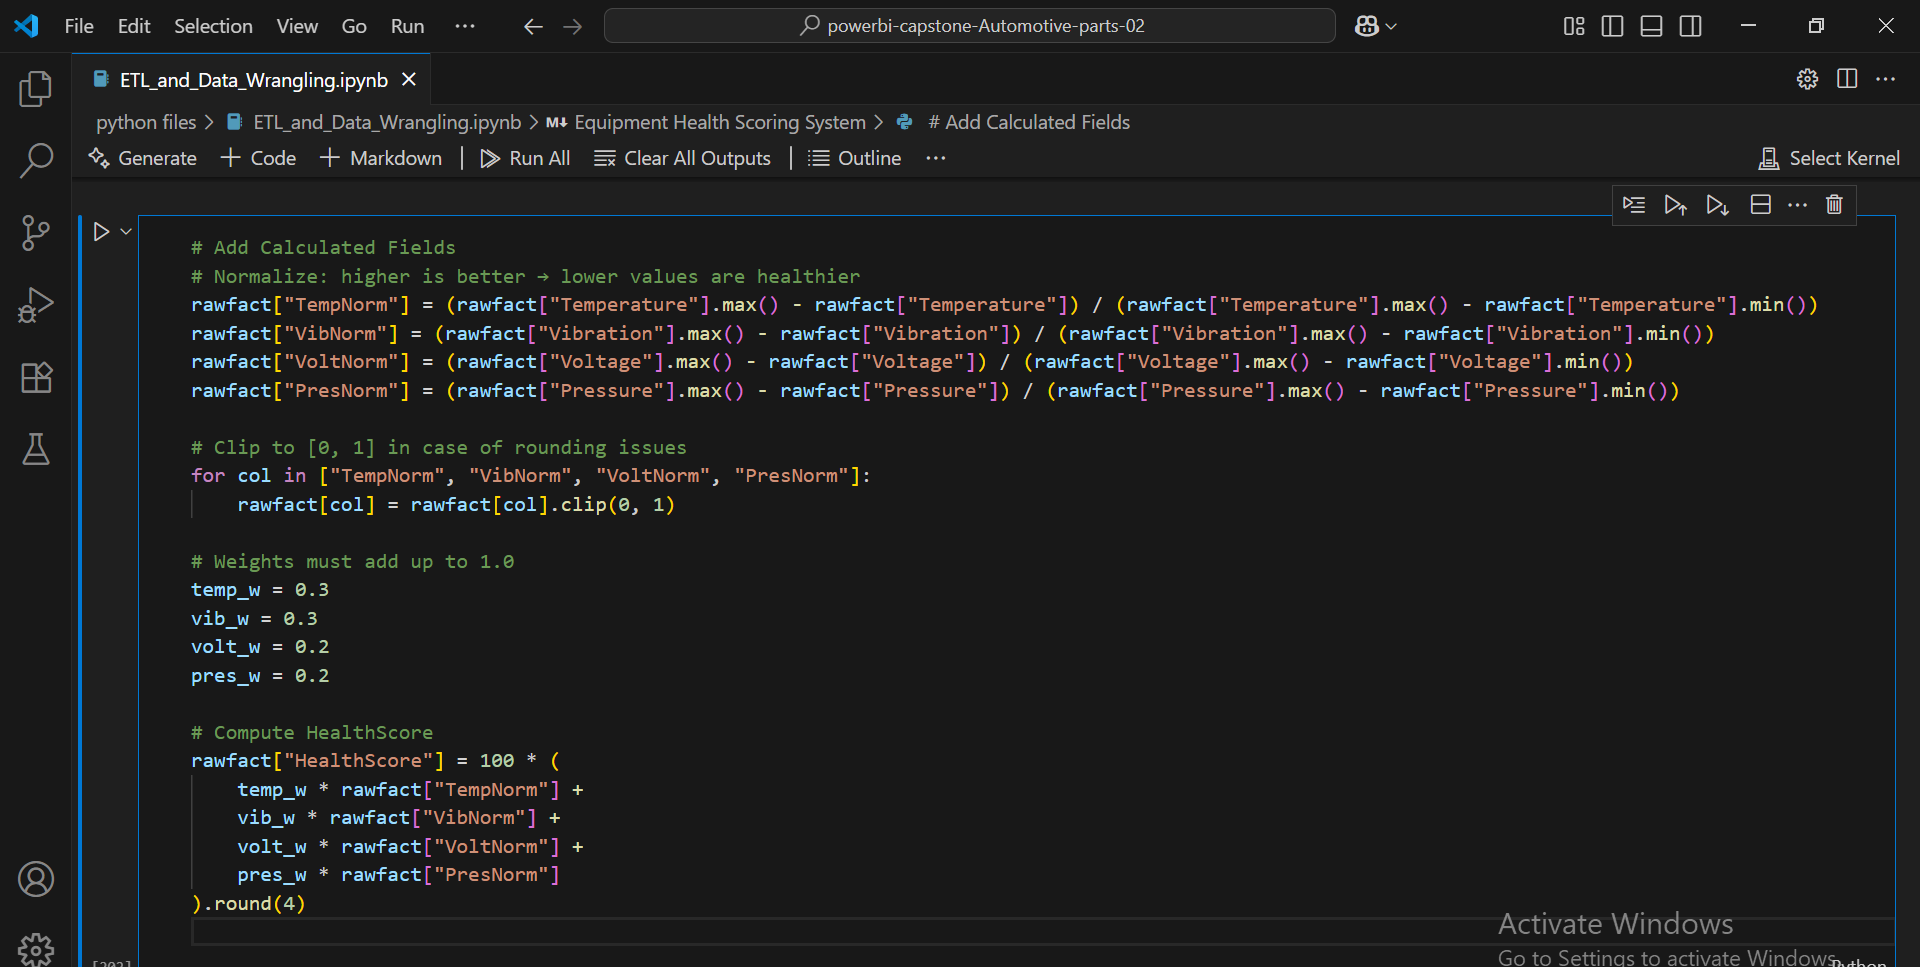 File Edit Selection View Go Run ··· powerbi-capstone-Automotive-parts-02
ETL_and_Data_Wrangling.ipynb
python files > ETL_and_Data_Wrangling.ipynb > M↓ Equipment Health Scoring System > # Add Calculated Fields
Generate + Code + Markdown | Run All Clear All Outputs | Outline ··· Select Kernel
# Add Calculated Fields
# Normalize: higher is better → lower values are healthier
rawfact["TempNorm"] = (rawfact["Temperature"].max() - rawfact["Temperature"]) / (rawfact["Temperature"].max() - rawfact["Temperature"].min())
rawfact["VibNorm"] = (rawfact["Vibration"].max() - rawfact["Vibration"]) / (rawfact["Vibration"].max() - rawfact["Vibration"].min())
rawfact["VoltNorm"] = (rawfact["Voltage"].max() - rawfact["Voltage"]) / (rawfact["Voltage"].max() - rawfact["Voltage"].min())
rawfact["PresNorm"] = (rawfact["Pressure"].max() - rawfact["Pressure"]) / (rawfact["Pressure"].max() - rawfact["Pressure"].min())
# Clip to [0, 1] in case of rounding issues
for col in ["TempNorm", "VibNorm", "VoltNorm", "PresNorm"]:
    rawfact[col] = rawfact[col].clip(0, 1)
# Weights must add up to 1.0
temp_w = 0.3
vib_w = 0.3
volt_w = 0.2
pres_w = 0.2
# Compute HealthScore
rawfact["HealthScore"] = 100 * (
    temp_w * rawfact["TempNorm"] +
    vib_w * rawfact["VibNorm"] +
    volt_w * rawfact["VoltNorm"] +
    pres_w * rawfact["PresNorm"]
).round(4)
Activate Windows
Go to Settings to activate Windows.
Python